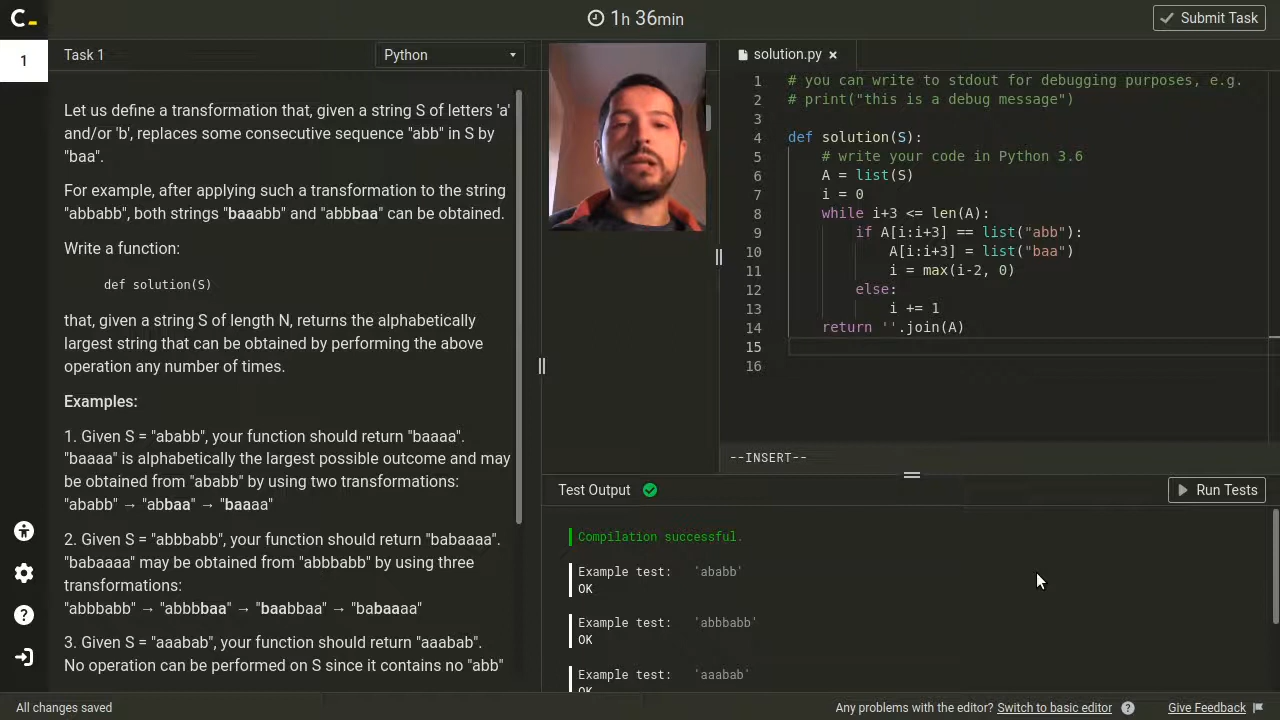 C_
1h 36min
Submit Task
1
Task 1
Python
Let us define a transformation that, given a string S of letters 'a'
and/or 'b', replaces some consecutive sequence "abb" in S by
"baa".
For example, after applying such a transformation to the string
"abbabb", both strings "baaabb" and "abbbaa" can be obtained.
Write a function:
def solution(S)
that, given a string S of length N, returns the alphabetically
largest string that can be obtained by performing the above
operation any number of times.
Examples:
1. Given S = "ababb", your function should return "baaaa".
"baaaa" is alphabetically the largest possible outcome and may
be obtained from "ababb" by using two transformations:
"ababb" → "abbaa" → "baaaa"
2. Given S = "abbbabb", your function should return "babaaaa".
"babaaaa" may be obtained from "abbbabb" by using three
transformations:
"abbbabb" → "abbbbaa" → "baabbaa" → "babaaaa"
3. Given S = "aaabab", your function should return "aaabab".
No operation can be performed on S since it contains no "abb"
solution.py ×
1 # you can write to stdout for debugging purposes, e.g.
2 # print("this is a debug message")
3
4 def solution(S):
5 # write your code in Python 3.6
6 A = list(S)
7 i = 0
8 while i+3 <= len(A):
9 if A[i:i+3] == list("abb"):
10 A[i:i+3] = list("baa")
11 i = max(i-2, 0)
12 else:
13 i += 1
14 return ''.join(A)
15
16
--INSERT--
Test Output
Run Tests
Compilation successful.
Example test: 'ababb'
OK
Example test: 'abbbabb'
OK
Example test: 'aaabab'
OK
All changes saved
Any problems with the editor? Switch to basic editor ?
Give Feedback